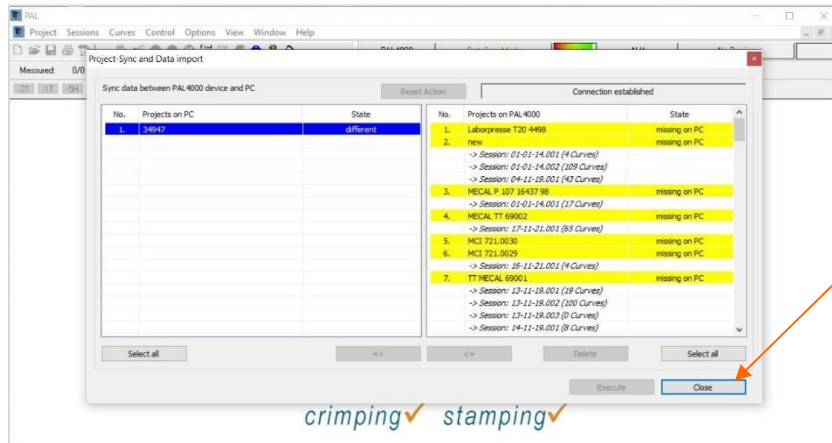 PAL
Project Sessions Curves Control Options View Window Help
Messured: 0/0
-2T -1T -5H
Project-Sync and Data import
Sync data between PAL4000 device and PC
Reset Action
Connection established
No. Projects on PC State
1. 34947 different
No. Projects on PAL4000 State
1. Laborpresse T20 4498 missing on PC
2. new missing on PC
-> Session: 01-01-14.001 (4 Curves)
-> Session: 01-01-14.002 (109 Curves)
-> Session: 04-11-19.001 (43 Curves)
3. MECAL P 107 16437 98 missing on PC
-> Session: 01-01-14.001 (17 Curves)
4. MECAL TT 69002 missing on PC
-> Session: 17-11-21.001 (65 Curves)
5. MCI 721.0030 missing on PC
6. MCI 721.0029 missing on PC
-> Session: 16-11-21.001 (4 Curves)
7. TT MECAL 69001 missing on PC
-> Session: 13-11-19.001 (19 Curves)
-> Session: 13-11-19.002 (100 Curves)
-> Session: 13-11-19.003 (0 Curves)
-> Session: 14-11-19.001 (8 Curves)
Select all => <= Delete Select all
Execute Close
crimping stamping